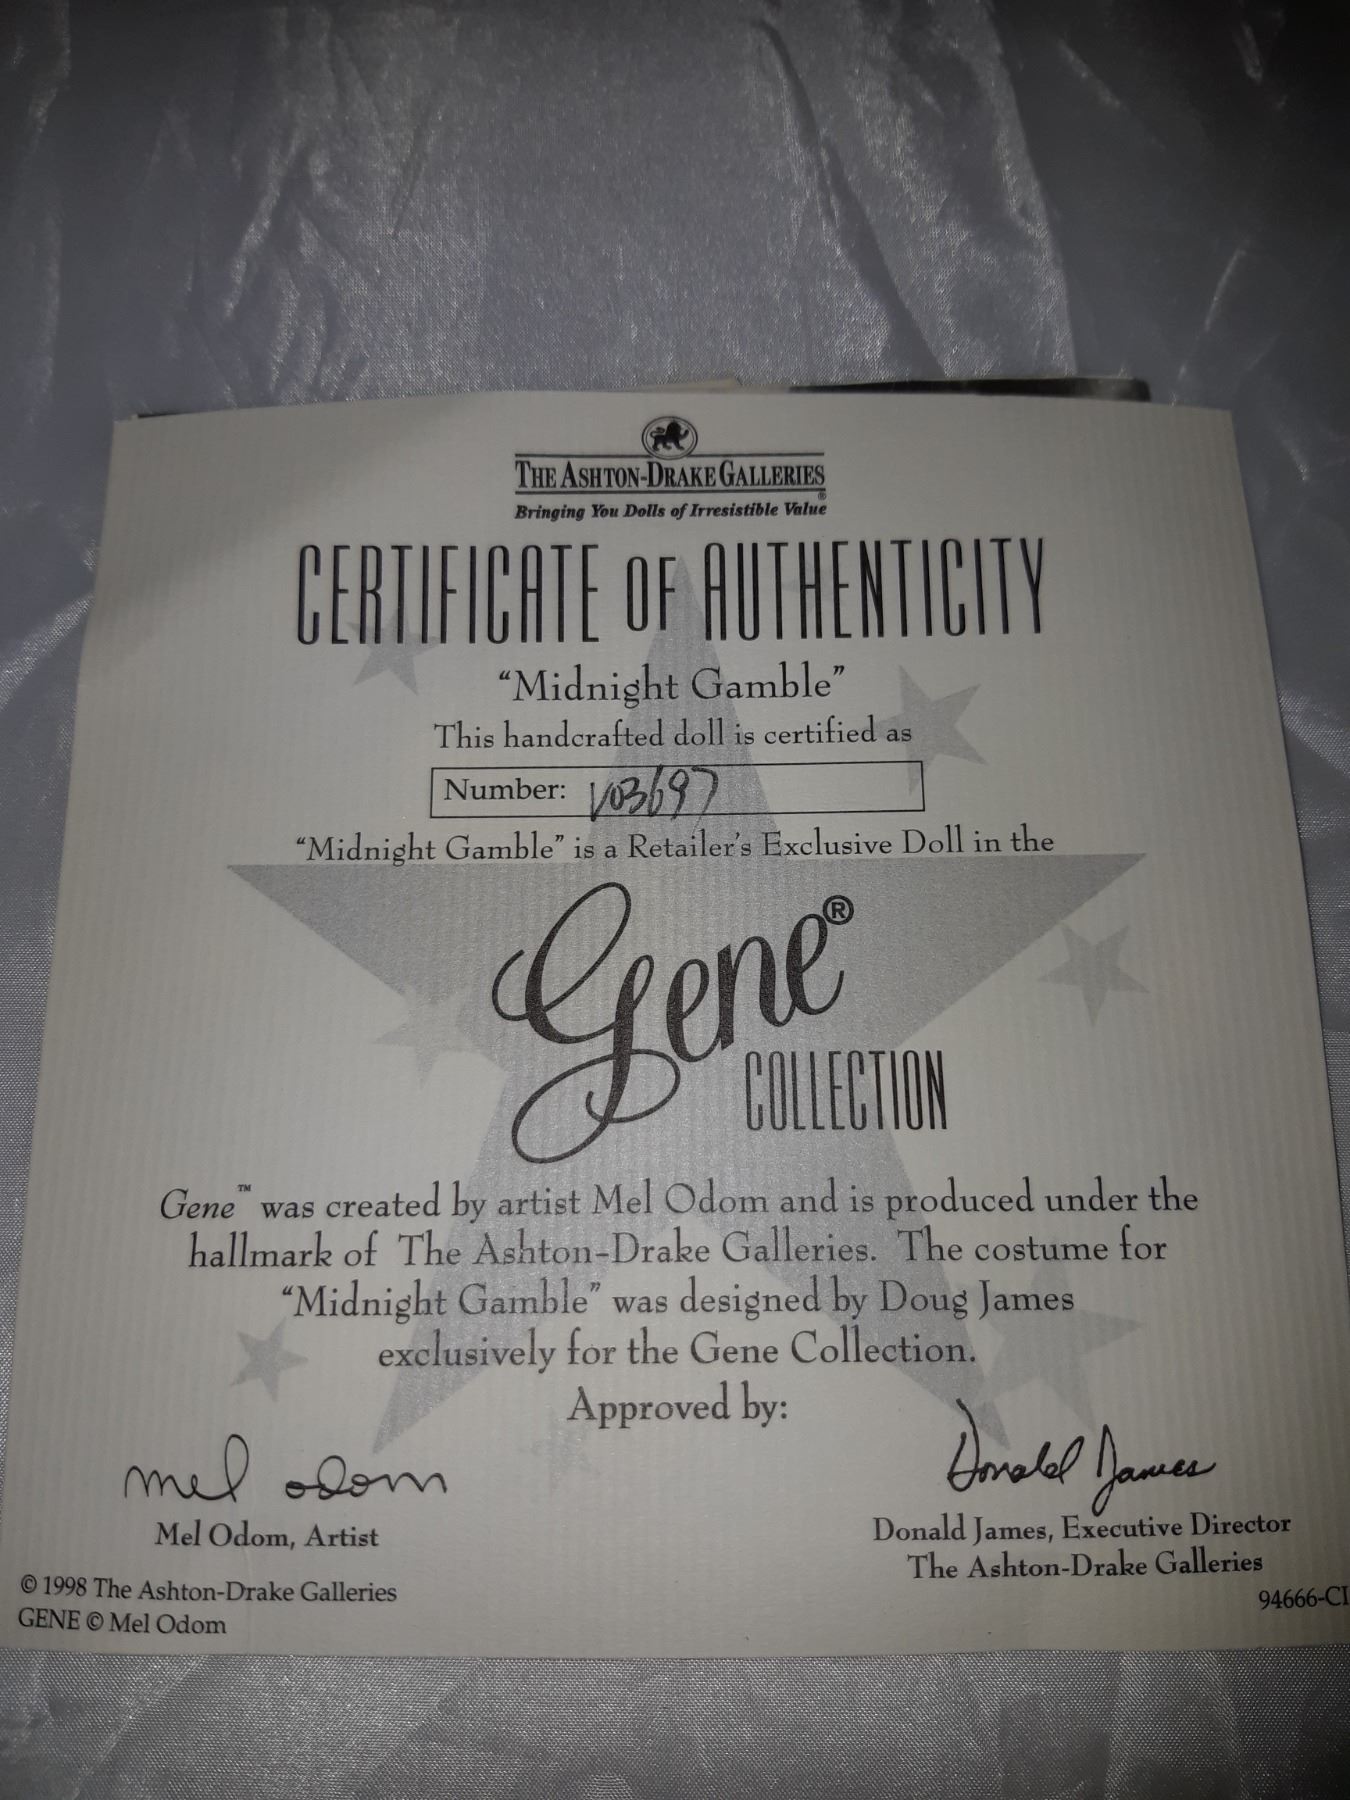 THE ASHTON-DRAKE GALLERIES®
Bringing You Dolls of Irresistible Value
CERTIFICATE OF AUTHENTICITY
“Midnight Gamble”
This handcrafted doll is certified as
Number: V03697
“Midnight Gamble” is a Retailer's Exclusive Doll in the
Gene®
COLLECTION
Gene™ was created by artist Mel Odom and is produced under the
hallmark of The Ashton-Drake Galleries. The costume for
“Midnight Gamble” was designed by Doug James
exclusively for the Gene Collection.
Approved by:
mel odom
Donald James
Mel Odom, Artist
Donald James, Executive Director
The Ashton-Drake Galleries
© 1998 The Ashton-Drake Galleries
GENE © Mel Odom
94666-CI